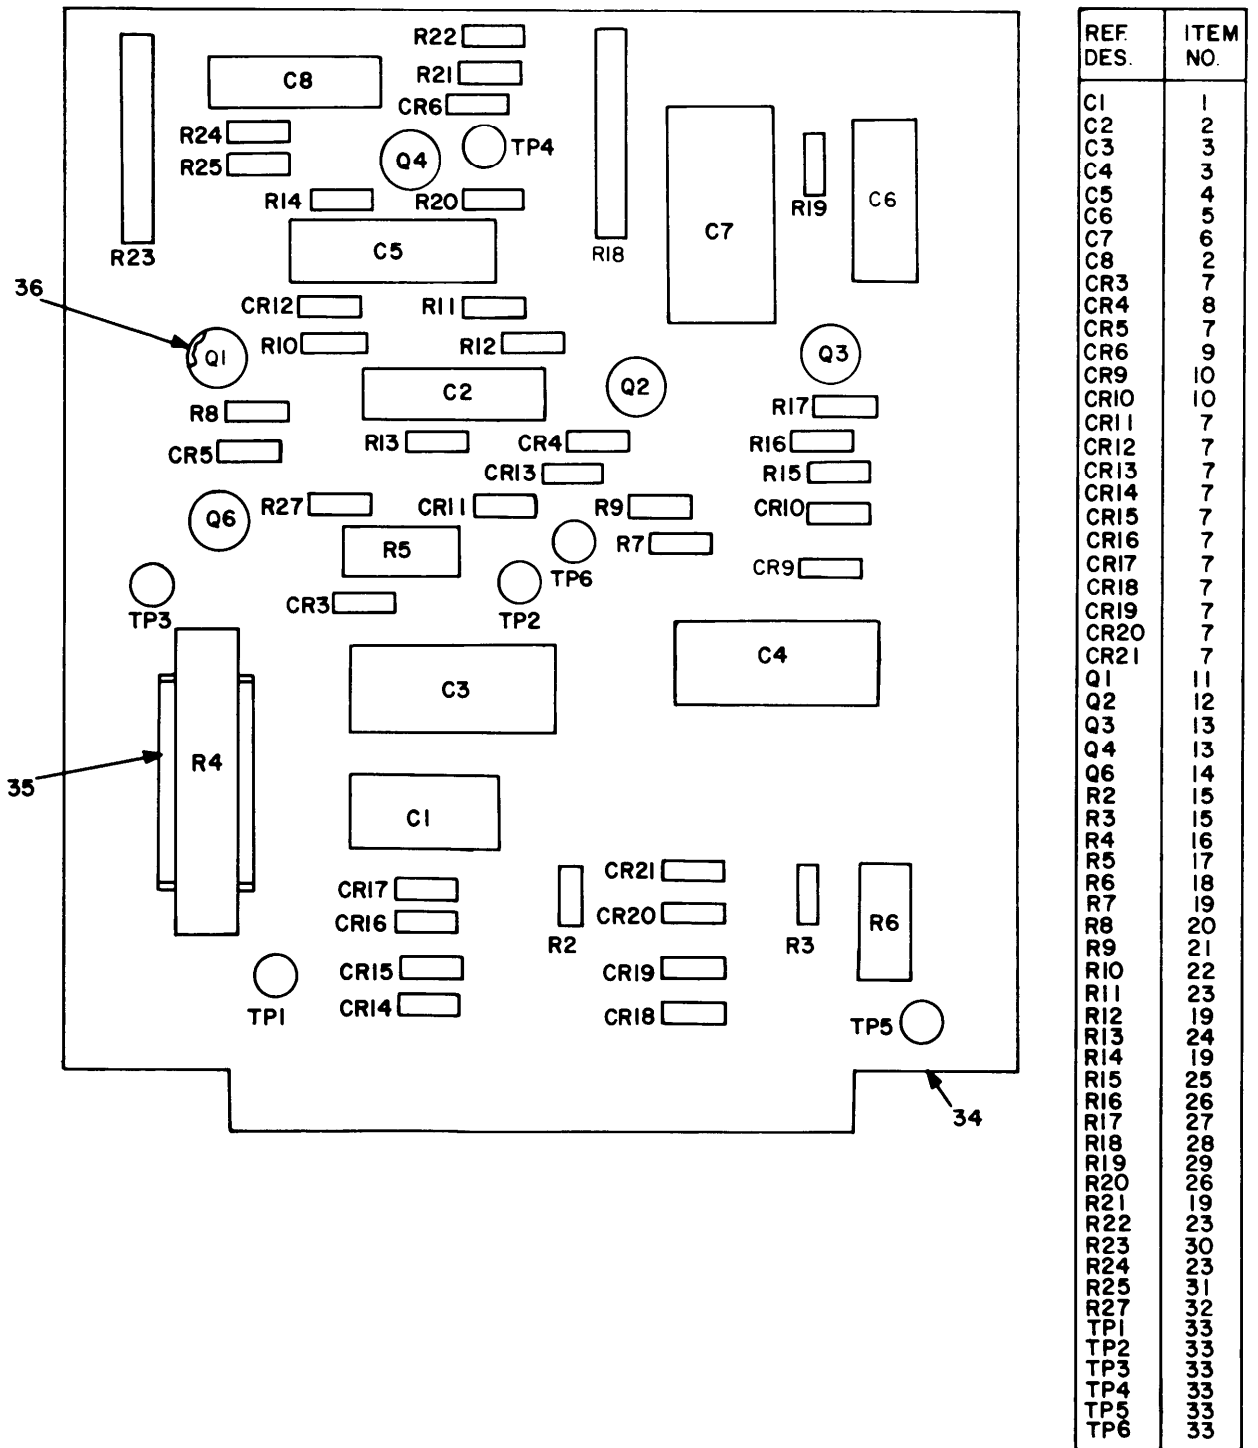 R22
R21
C8
CR6
R24
TP4
Q4
R25
R14
R20
R19
C6
C7
R23
C5
R18
36
CR12
R11
R10
R12
Q1
Q3
C2
Q2
R8
R17
R13
CR4
R16
CR5
CR13
R15
R27
CR11
R9
CR10
Q6
R5
R7
TP6
CR9
TP3
CR3
TP2
C4
C3
R4
35
C1
CR21
CR17
CR20
CR16
R2
R3
R6
CR15
CR19
CR14
CR18
TP1
TP5
34
REF. ITEM
DES. NO.
C1 1
C2 2
C3 3
C4 3
C5 4
C6 5
C7 6
C8 2
CR3 7
CR4 8
CR5 7
CR6 9
CR9 10
CR10 10
CR11 7
CR12 7
CR13 7
CR14 7
CR15 7
CR16 7
CR17 7
CR18 7
CR19 7
CR20 7
CR21 7
Q1 11
Q2 12
Q3 13
Q4 13
Q6 14
R2 15
R3 15
R4 16
R5 17
R6 18
R7 19
R8 20
R9 21
R10 22
R11 23
R12 19
R13 24
R14 19
R15 25
R16 26
R17 27
R18 28
R19 29
R20 26
R21 19
R22 23
R23 30
R24 23
R25 31
R27 32
TP1 33
TP2 33
TP3 33
TP4 33
TP5 33
TP6 33